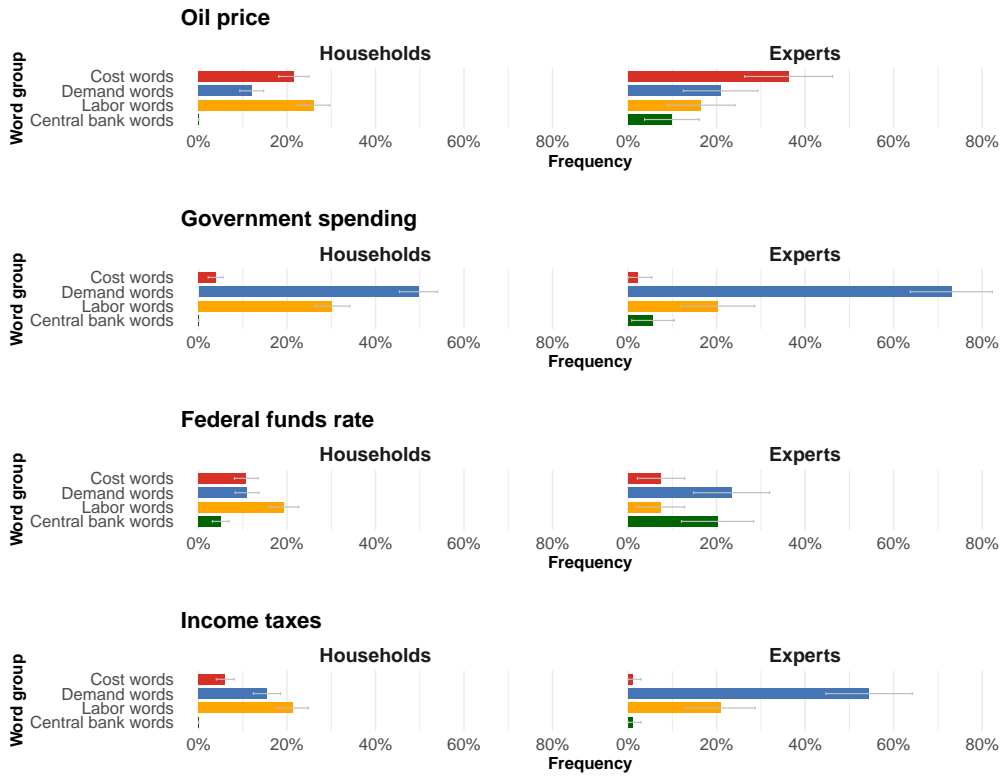 Oil price
Households Experts
Word group
Cost words
Demand words
Labor words
Central bank words
0% 20% 40% 60% 80% 0% 20% 40% 60% 80%
Frequency
Government spending
Households Experts
Word group
Cost words
Demand words
Labor words
Central bank words
0% 20% 40% 60% 80% 0% 20% 40% 60% 80%
Frequency
Federal funds rate
Households Experts
Word group
Cost words
Demand words
Labor words
Central bank words
0% 20% 40% 60% 80% 0% 20% 40% 60% 80%
Frequency
Income taxes
Households Experts
Word group
Cost words
Demand words
Labor words
Central bank words
0% 20% 40% 60% 80% 0% 20% 40% 60% 80%
Frequency